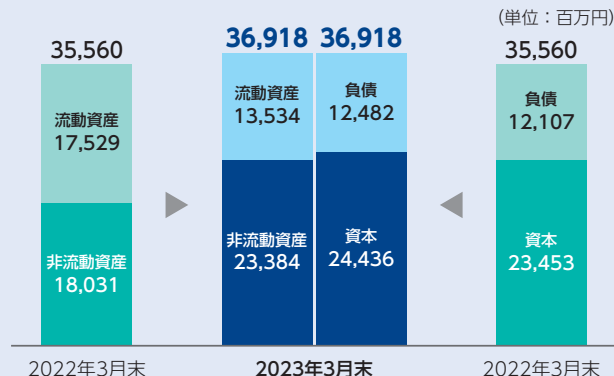 (単位：百万円)
35,560
流動資産
17,529
非流動資産
18,031
2022年3月末
36,918 36,918
流動資産
13,534
負債
12,482
非流動資産
23,384
資本
24,436
2023年3月末
35,560
負債
12,107
資本
23,453
2022年3月末